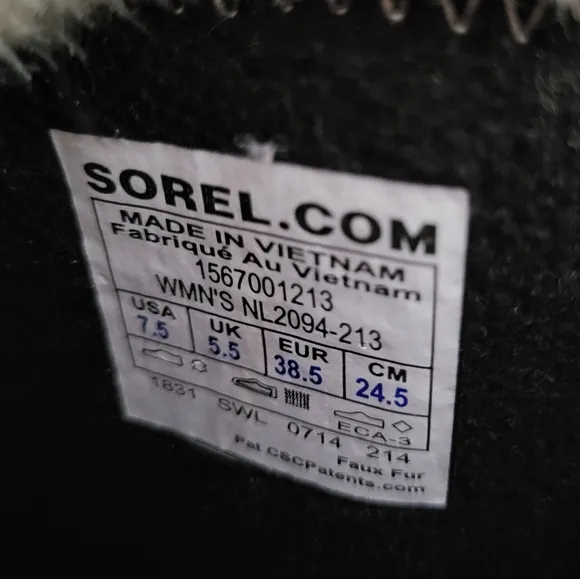 SOREL.COM
MADE IN VIETNAM
Fabriqué Au Vietnam
1567001213
WMN'S NL2094-213
USA UK EUR CM
7.5 5.5 38.5 24.5
ECA-3
1831 SWL 0714 214
Faux Fur
Pat CSCPatents.com